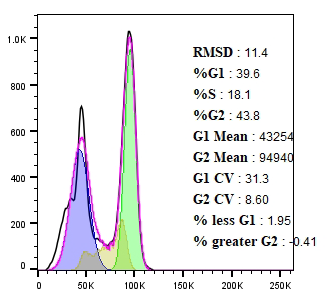 1.0K
800
600
400
200
0
0 50K 100K 150K 200K 250K
RMSD : 11.4
%G1 : 39.6
%S : 18.1
%G2 : 43.8
G1 Mean : 43254
G2 Mean : 94940
G1 CV : 31.3
G2 CV : 8.60
% less G1 : 1.95
% greater G2 : -0.41